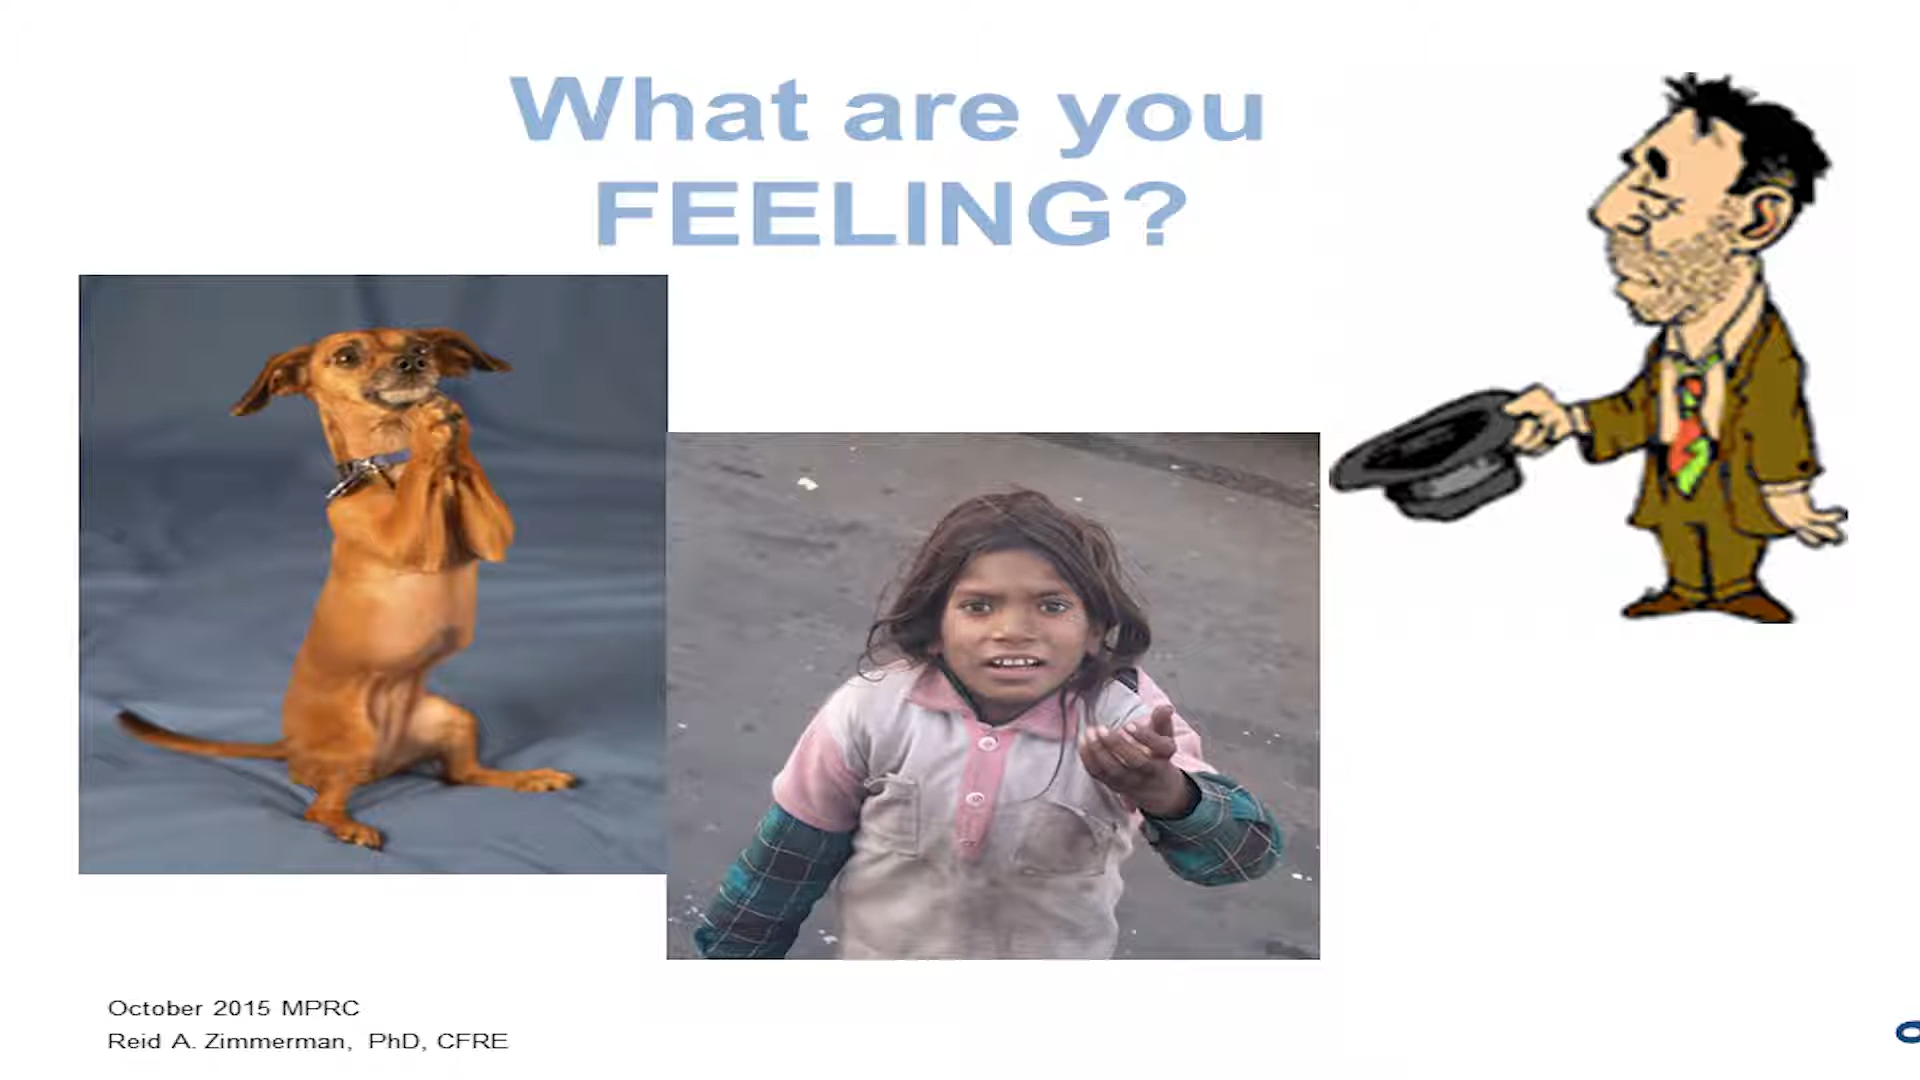 What are you
FEELING?
October 2015 MPRC
Reid A. Zimmerman, PhD, CFRE